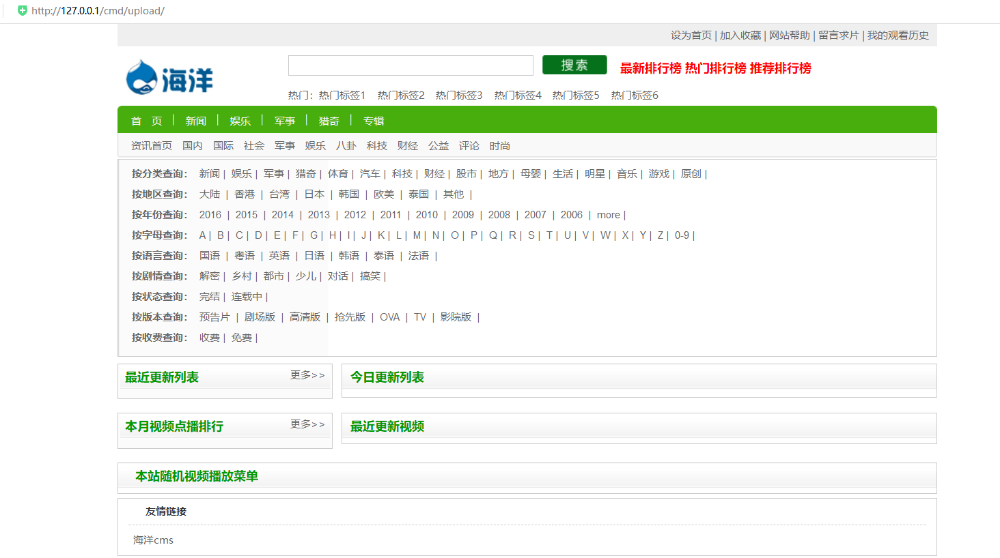 http://127.0.0.1/cmd/upload/
设为首页 | 加入收藏 | 网站帮助 | 留言求片 | 我的观看历史
海洋
搜索
最新排行榜 热门排行榜 推荐排行榜
热门：热门标签1 热门标签2 热门标签3 热门标签4 热门标签5 热门标签6
首 页 | 新闻 | 娱乐 | 军事 | 猎奇 | 专辑
资讯首页 国内 国际 社会 军事 娱乐 八卦 科技 财经 公益 评论 时尚
按分类查询： 新闻 | 娱乐 | 军事 | 猎奇 | 体育 | 汽车 | 科技 | 财经 | 股市 | 地方 | 母婴 | 生活 | 明星 | 音乐 | 游戏 | 原创 |
按地区查询： 大陆 | 香港 | 台湾 | 日本 | 韩国 | 欧美 | 泰国 | 其他 |
按年份查询： 2016 | 2015 | 2014 | 2013 | 2012 | 2011 | 2010 | 2009 | 2008 | 2007 | 2006 | more |
按字母查询： A | B | C | D | E | F | G | H | I | J | K | L | M | N | O | P | Q | R | S | T | U | V | W | X | Y | Z | 0-9 |
按语言查询： 国语 | 粤语 | 英语 | 日语 | 韩语 | 泰语 | 法语 |
按剧情查询： 解密 | 乡村 | 都市 | 少儿 | 对话 | 搞笑 |
按状态查询： 完结 | 连载中 |
按版本查询： 预告片 | 剧场版 | 高清版 | 抢先版 | OVA | TV | 影院版 |
按收费查询： 收费 | 免费 |
最近更新列表 更多>>
今日更新列表
本月视频点播排行 更多>>
最近更新视频
本站随机视频播放菜单
友情链接
海洋cms